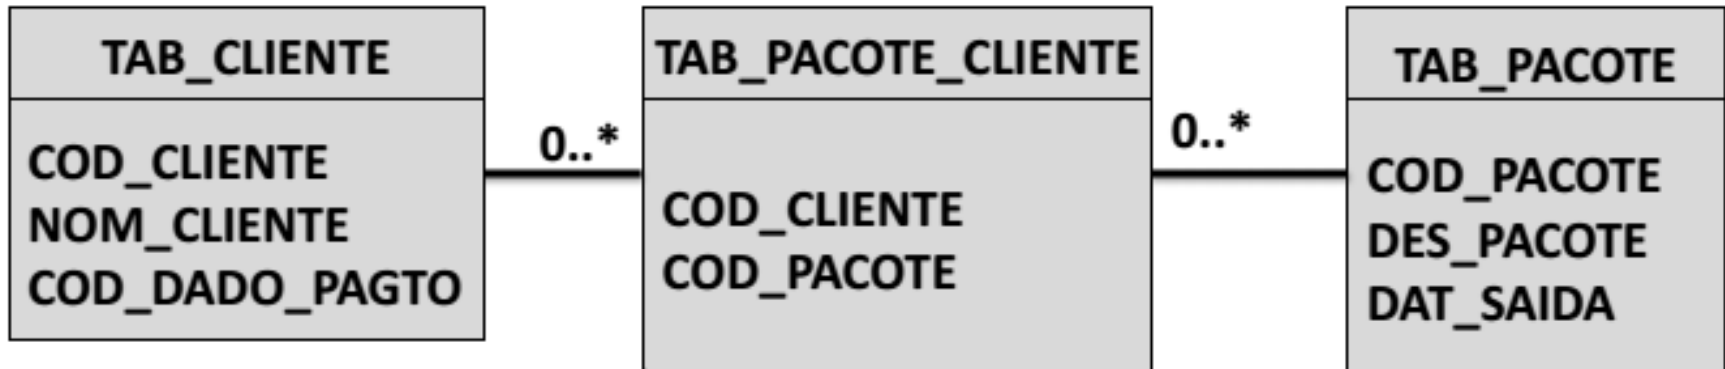 TAB_CLIENTE
COD_CLIENTE
NOM_CLIENTE
COD_DADO_PAGTO
0..*
TAB_PACOTE_CLIENTE
COD_CLIENTE
COD_PACOTE
0..*
TAB_PACOTE
COD_PACOTE
DES_PACOTE
DAT_SAIDA